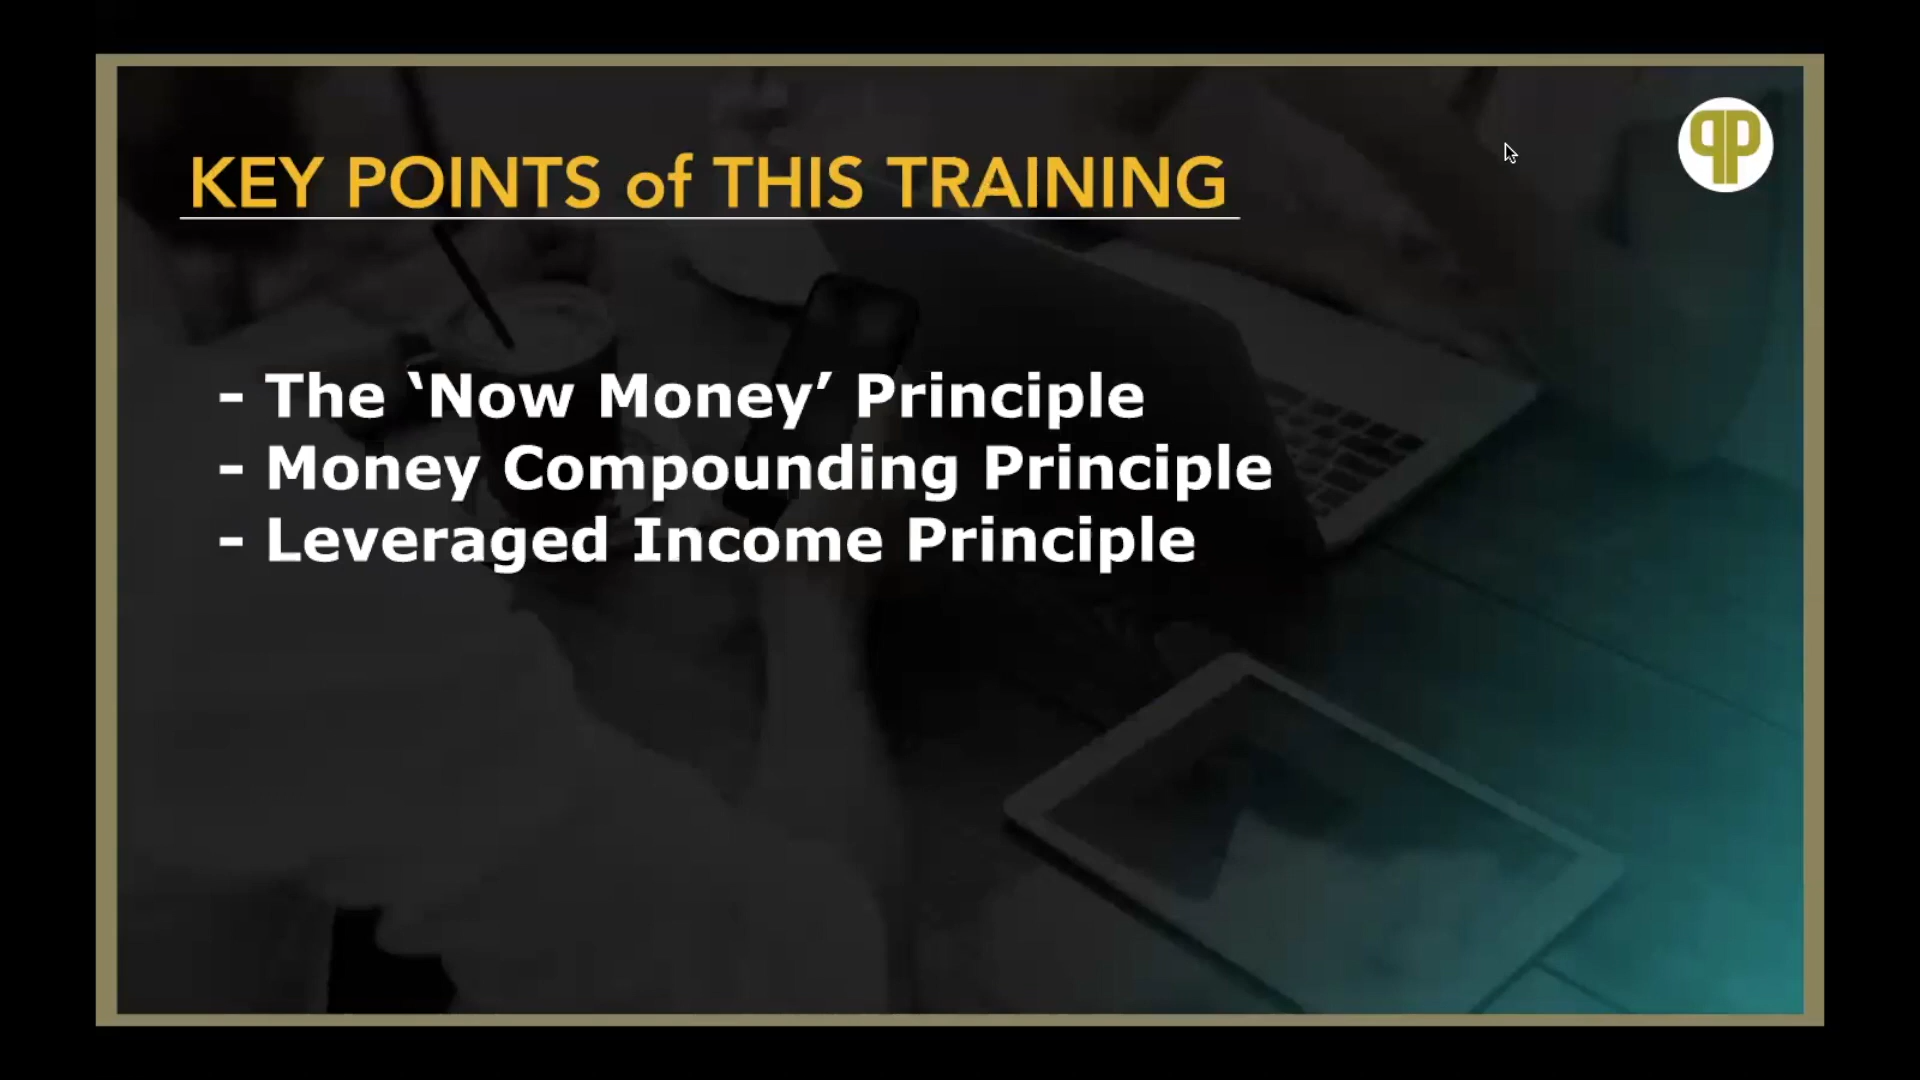 KEY POINTS of THIS TRAINING
- The ‘Now Money’ Principle
- Money Compounding Principle
- Leveraged Income Principle